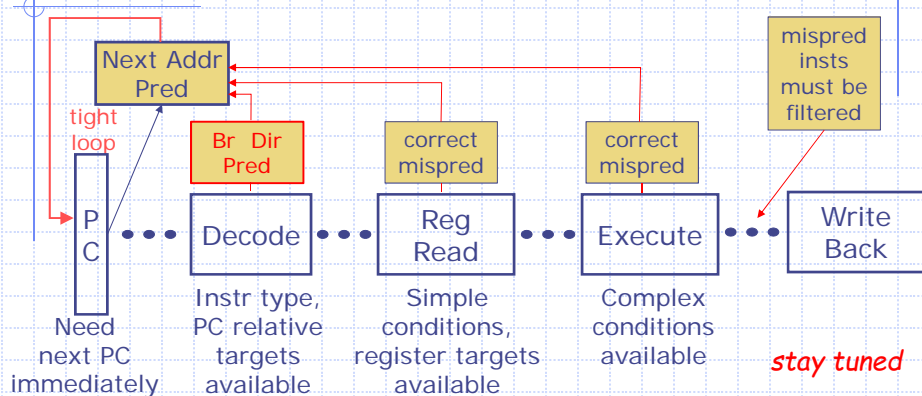 Next Addr
Pred
tight
loop
P
C
Need
next PC
immediately
Br Dir
Pred
Decode
Instr type,
PC relative
targets
available
correct
mispred
Reg
Read
Simple
conditions,
register targets
available
correct
mispred
Execute
Complex
conditions
available
mispred
insts
must be
filtered
Write
Back
stay tuned